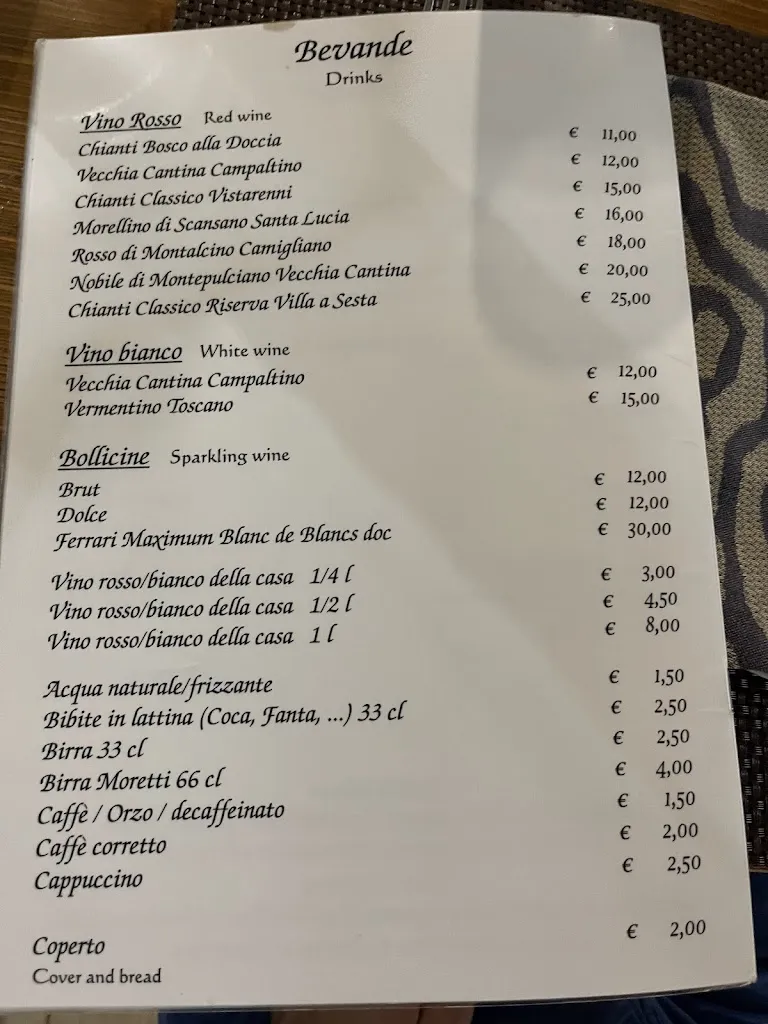 Bevande
Drinks
Vino Rosso Red wine
Chianti Bosco alla Doccia € 11,00
Vecchia Cantina Campaltino € 12,00
Chianti Classico Vistarenni € 15,00
Morellino di Scansano Santa Lucia € 16,00
Rosso di Montalcino Camigliano € 18,00
Nobile di Montepulciano Vecchia Cantina € 20,00
Chianti Classico Riserva Villa a Sesta € 25,00
Vino bianco White wine
Vecchia Cantina Campaltino € 12,00
Vermentino Toscano € 15,00
Bollicine Sparkling wine
Brut € 12,00
Dolce € 12,00
Ferrari Maximum Blanc de Blancs doc € 30,00
Vino rosso/bianco della casa 1/4 l € 3,00
Vino rosso/bianco della casa 1/2 l € 4,50
Vino rosso/bianco della casa 1 l € 8,00
Acqua naturale/frizzante € 1,50
Bibite in lattina (Coca, Fanta, ...) 33 cl € 2,50
Birra 33 cl € 2,50
Birra Moretti 66 cl € 4,00
Caffè / Orzo / decaffeinato € 1,50
Caffè corretto € 2,00
Cappuccino € 2,50
Coperto € 2,00
Cover and bread